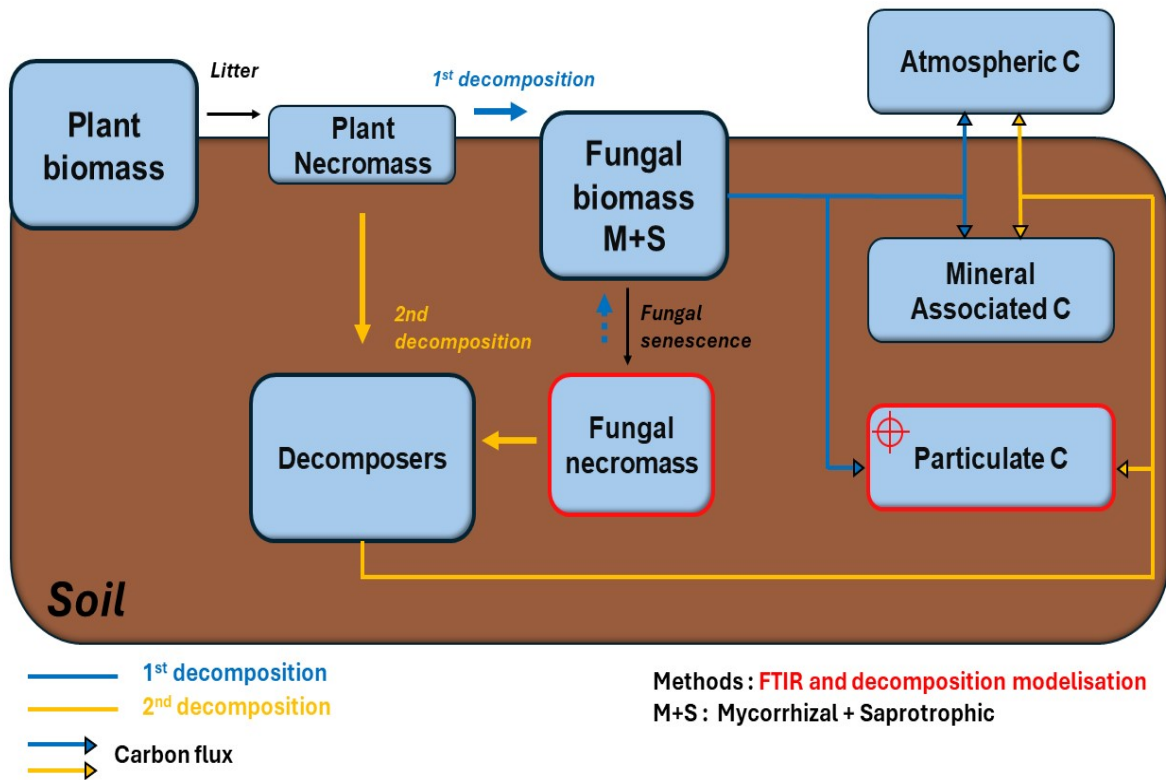 Litter
1st decomposition
Atmospheric C
Plant
biomass
Plant
Necromass
Fungal
biomass
M+S
Mineral
Associated C
2nd
decomposition
Fungal
senescence
Decomposers
Fungal
necromass
Particulate C
Soil
1st decomposition
2nd decomposition
Carbon flux
Methods : FTIR and decomposition modelisation
M+S : Mycorrhizal + Saprotrophic